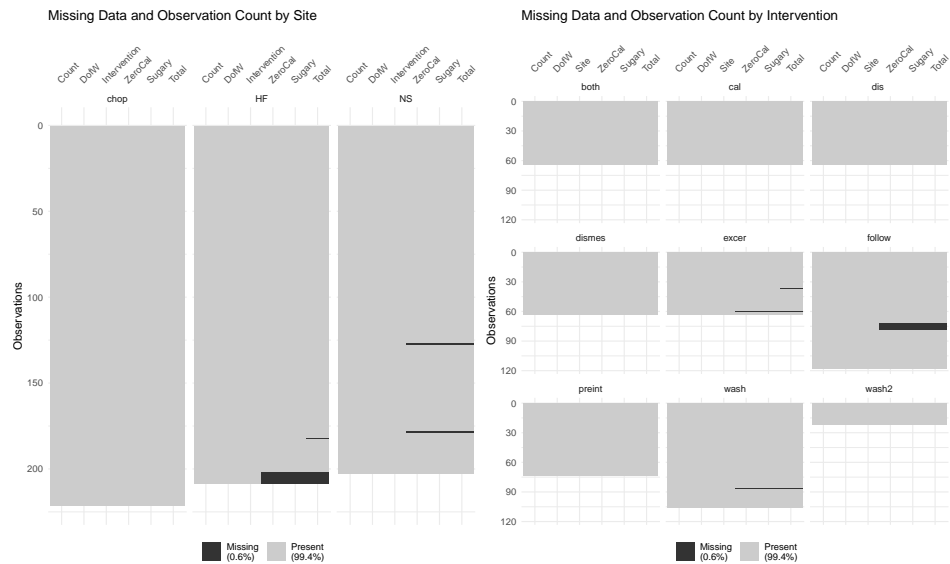 Missing Data and Observation Count by Site
Count DofW Intervention ZeroCal Sugary Total
Count DofW Intervention ZeroCal Sugary Total
Count DofW Intervention ZeroCal Sugary Total
chop HF NS
0
50
100
150
200
Observations
Missing (0.6%)
Present (99.4%)
Missing Data and Observation Count by Intervention
Count DofW Site ZeroCal Sugary Total
Count DofW Site ZeroCal Sugary Total
Count DofW Site ZeroCal Sugary Total
both cal dis
0
30
60
90
120
dismes excer follow
0
30
60
90
120
preint wash wash2
0
30
60
90
120
Observations
Missing (0.6%)
Present (99.4%)